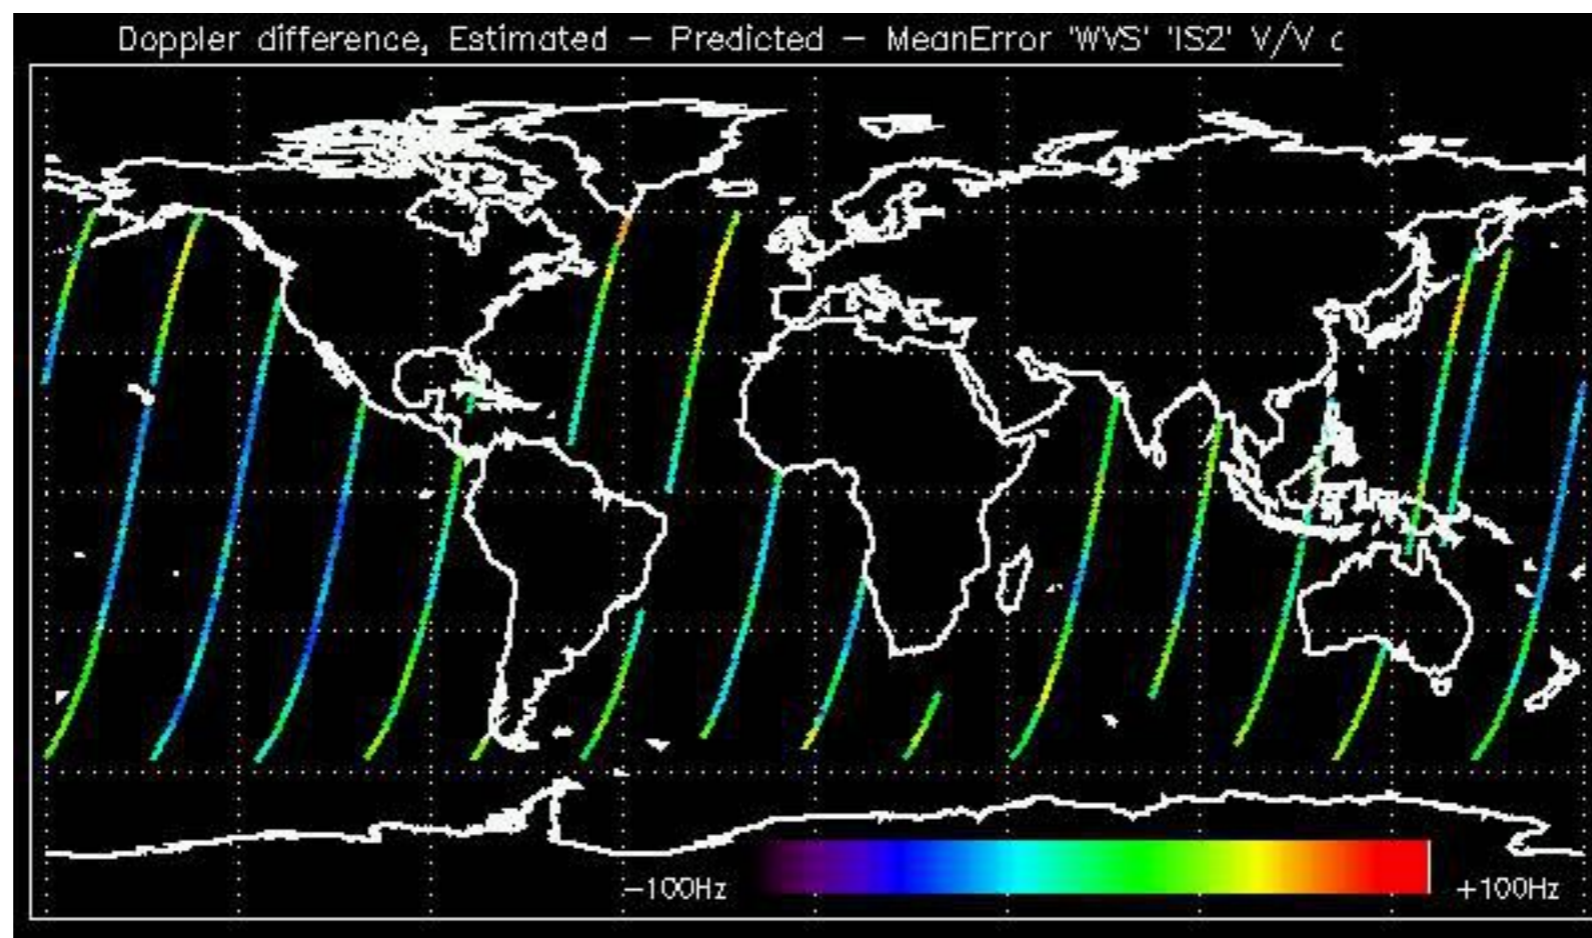 Doppler difference, Estimated – Predicted – MeanError 'WVS' 'IS2' V/V
-100Hz
+100Hz